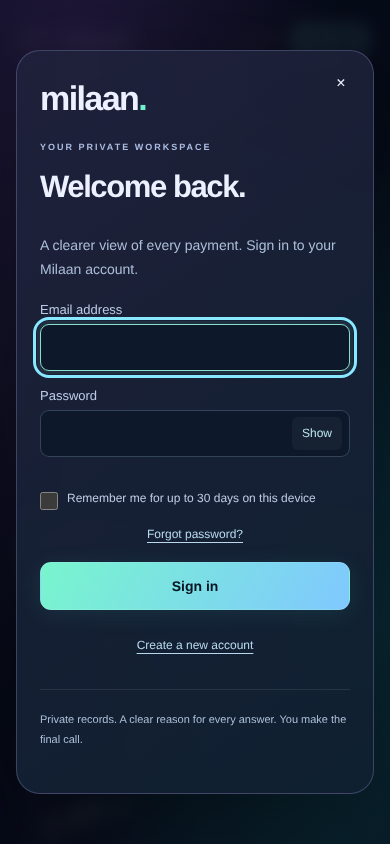 milaan.
×
YOUR PRIVATE WORKSPACE
Welcome back.
A clearer view of every payment. Sign in to your
Milaan account.
Email address
Password
Show
Remember me for up to 30 days on this device
Forgot password?
Sign in
Create a new account
Private records. A clear reason for every answer. You make the
final call.